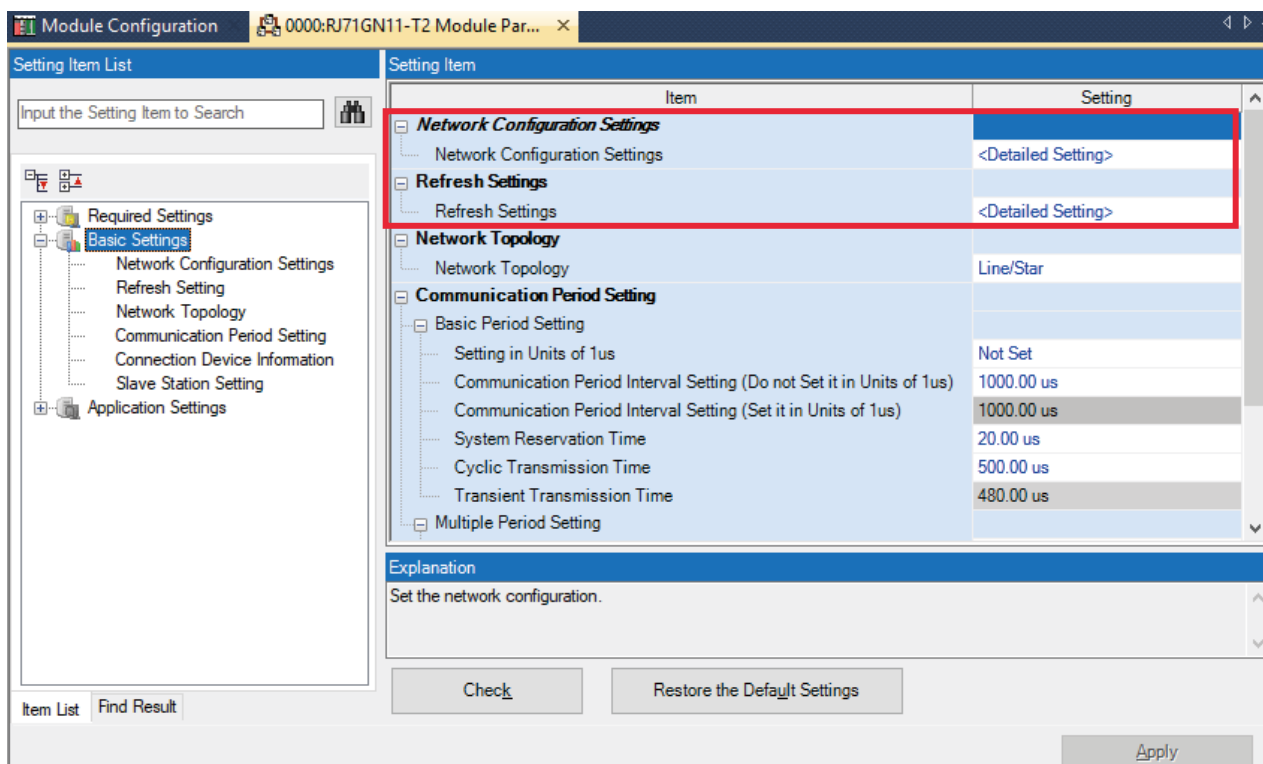 Module Configuration
0000:RJ71GN11-T2 Module Par...
Setting Item List
Input the Setting Item to Search
Required Settings
Basic Settings
Network Configuration Settings
Refresh Setting
Network Topology
Communication Period Setting
Connection Device Information
Slave Station Setting
Application Settings
Item List Find Result
Setting Item
Item Setting
Network Configuration Settings
Network Configuration Settings <Detailed Setting>
Refresh Settings
Refresh Settings <Detailed Setting>
Network Topology
Network Topology Line/Star
Communication Period Setting
Basic Period Setting
Setting in Units of 1us Not Set
Communication Period Interval Setting (Do not Set it in Units of 1us) 1000.00 us
Communication Period Interval Setting (Set it in Units of 1us) 1000.00 us
System Reservation Time 20.00 us
Cyclic Transmission Time 500.00 us
Transient Transmission Time 480.00 us
Multiple Period Setting
Explanation
Set the network configuration.
Check Restore the Default Settings
Apply